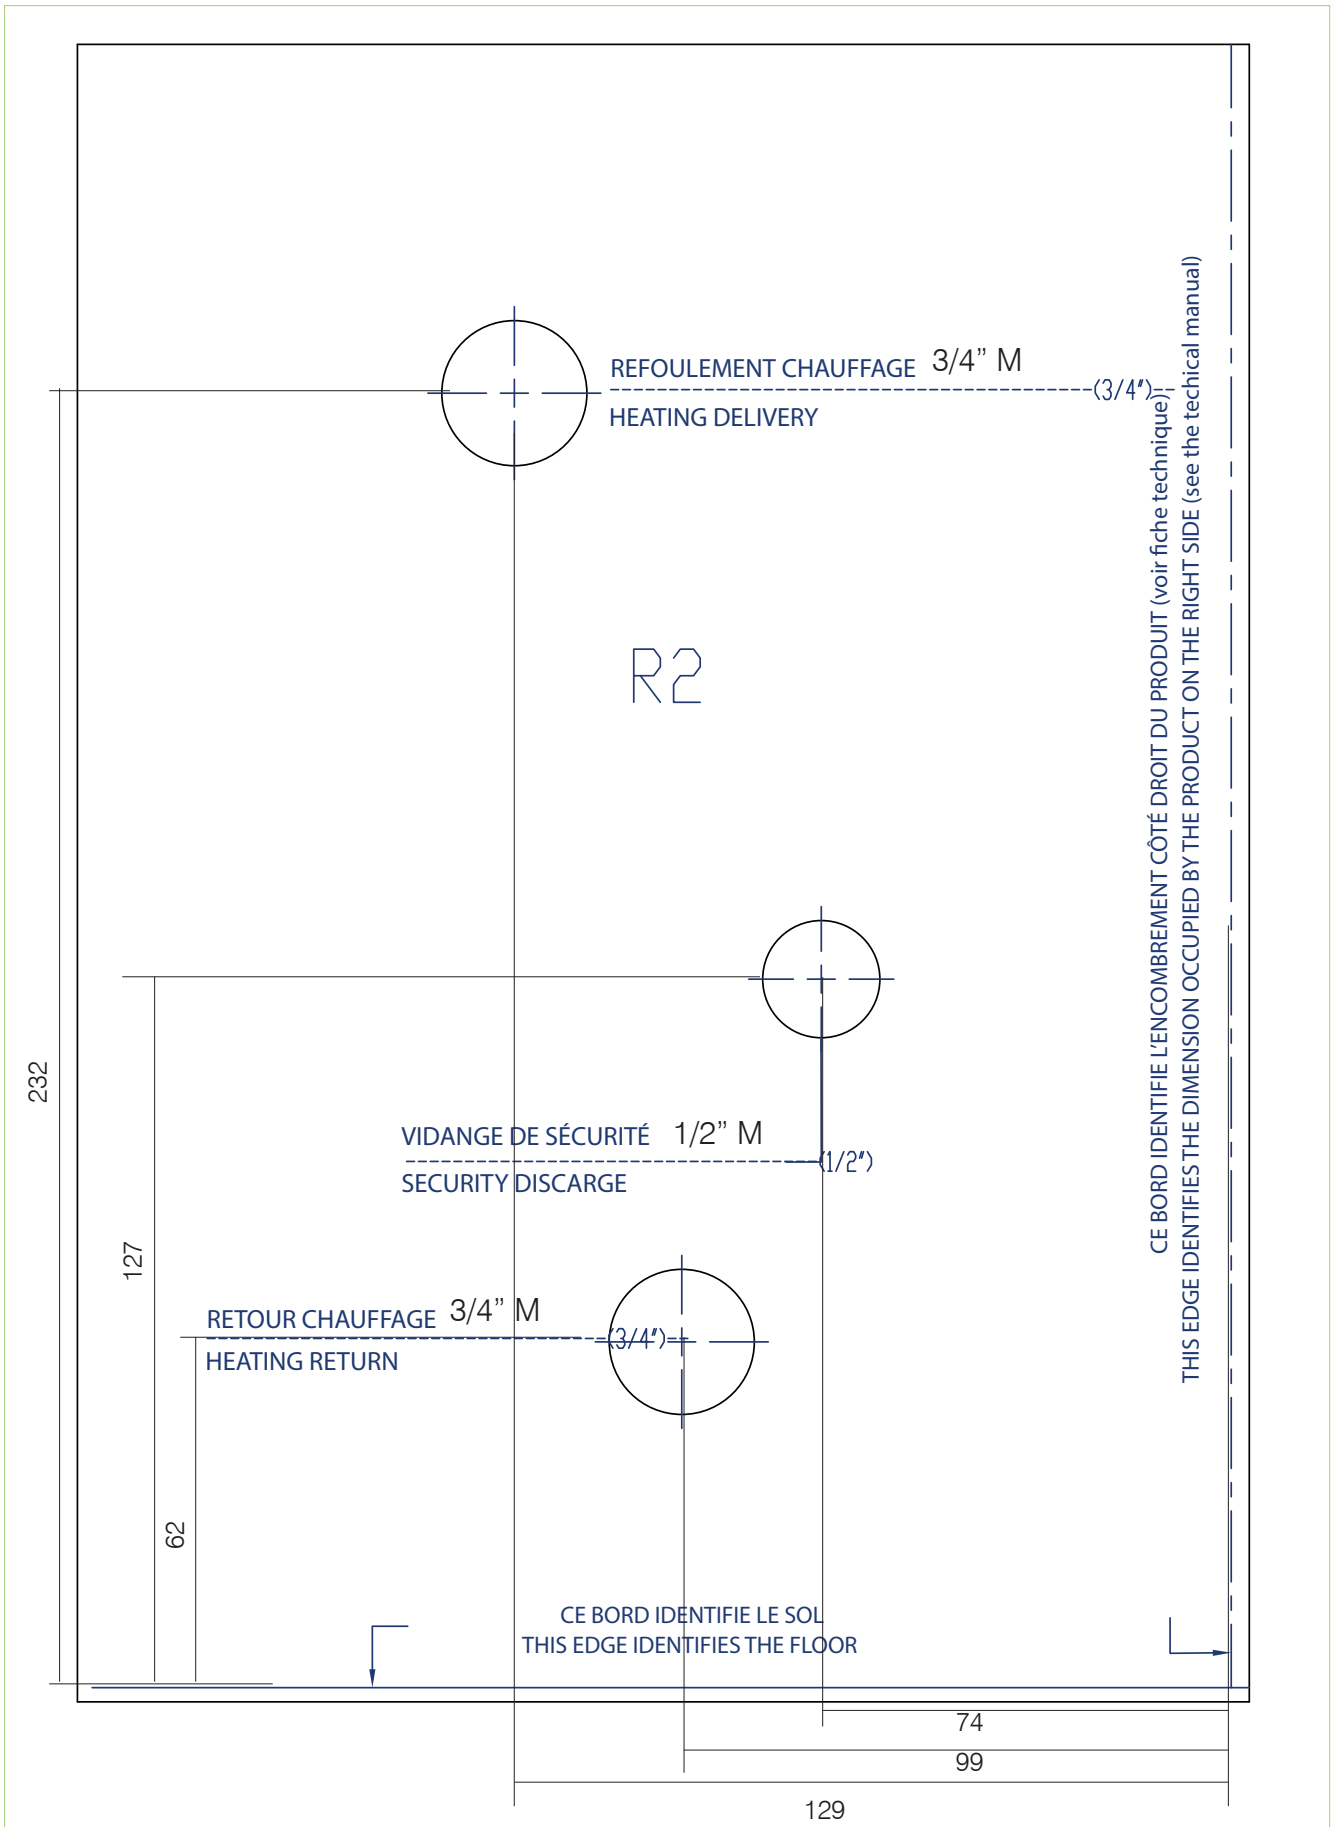 REFOULEMENT CHAUFFAGE 3/4” M
(3/4")
HEATING DELIVERY
CE BORD IDENTIFIE L'ENCOMBREMENT CÔTÉ DROIT DU PRODUIT (voir fiche technique)
THIS EDGE IDENTIFIES THE DIMENSION OCCUPIED BY THE PRODUCT ON THE RIGHT SIDE (see the techical manual)
R2
232
VIDANGE DE SÉCURITÉ 1/2” M
(1/2")
SECURITY DISCARGE
127
RETOUR CHAUFFAGE 3/4” M
(3/4")
HEATING RETURN
62
CE BORD IDENTIFIE LE SOL
THIS EDGE IDENTIFIES THE FLOOR
74
99
129